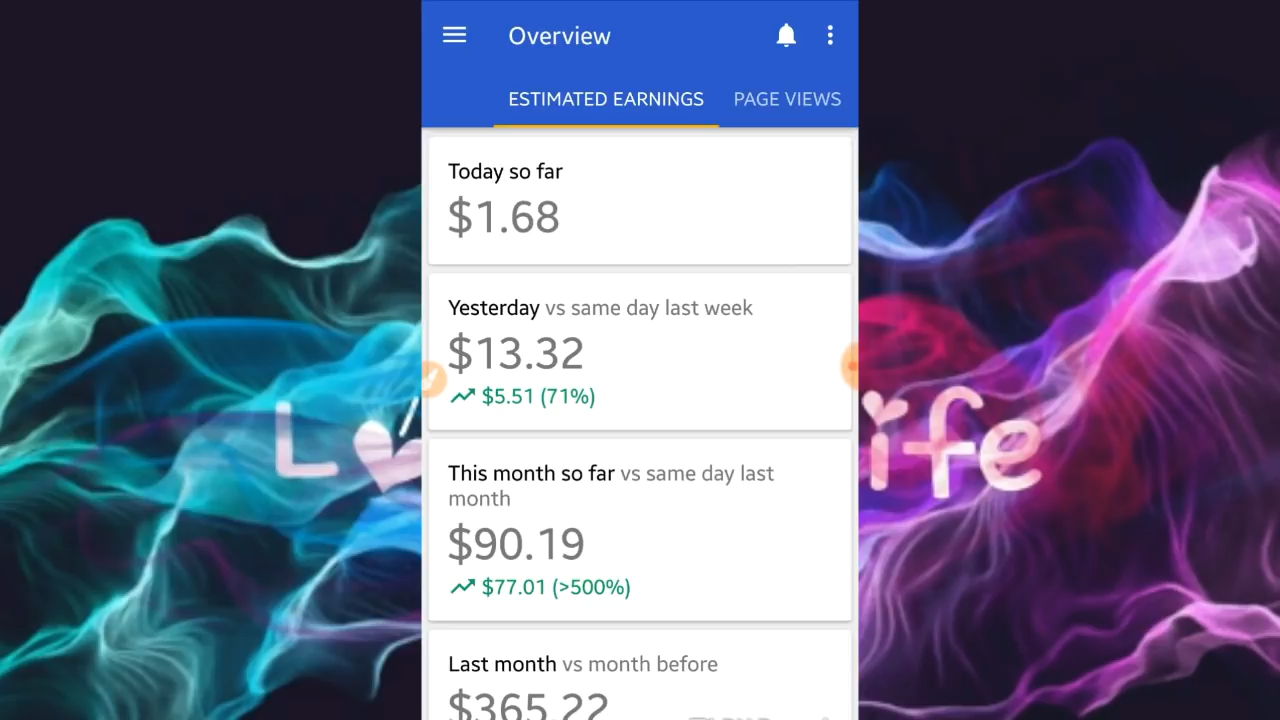 Overview
ESTIMATED EARNINGS
PAGE VIEWS
Today so far
$1.68
Yesterday vs same day last week
$13.32
$5.51 (71%)
This month so far vs same day last
month
$90.19
$77.01 (>500%)
Last month vs month before
$365.22
L
ife